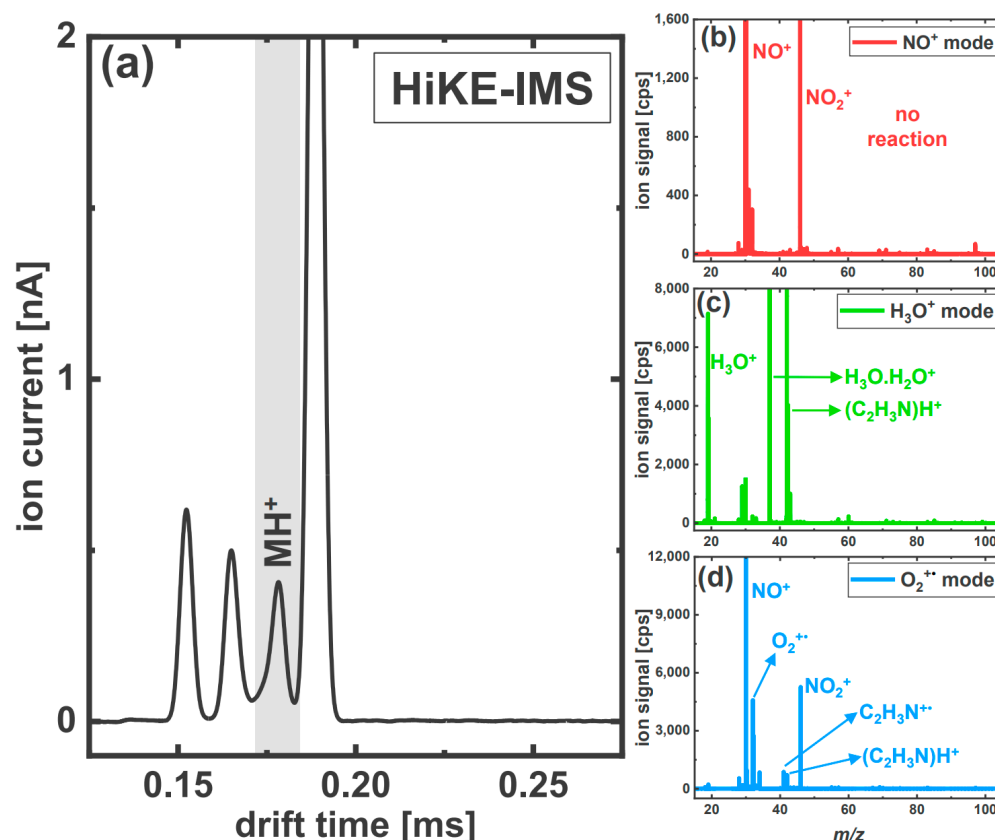 (a)
HiKE-IMS
MH⁺
2
1
0
ion current [nA]
0.15 0.20 0.25
drift time [ms]
(b)
NO⁺ mode
NO⁺
NO₂⁺
no
reaction
1,600
1,200
800
400
0
ion signal [cps]
20 40 60 80 100
(c)
H₃O⁺ mode
H₃O⁺
H₃O.H₂O⁺
(C₂H₃N)H⁺
8,000
6,000
4,000
2,000
0
ion signal [cps]
20 40 60 80 100
(d)
O₂⁺• mode
NO⁺
O₂⁺•
NO₂⁺
C₂H₃N⁺•
(C₂H₃N)H⁺
12,000
9,000
6,000
3,000
0
ion signal [cps]
20 40 60 80 100
m/z